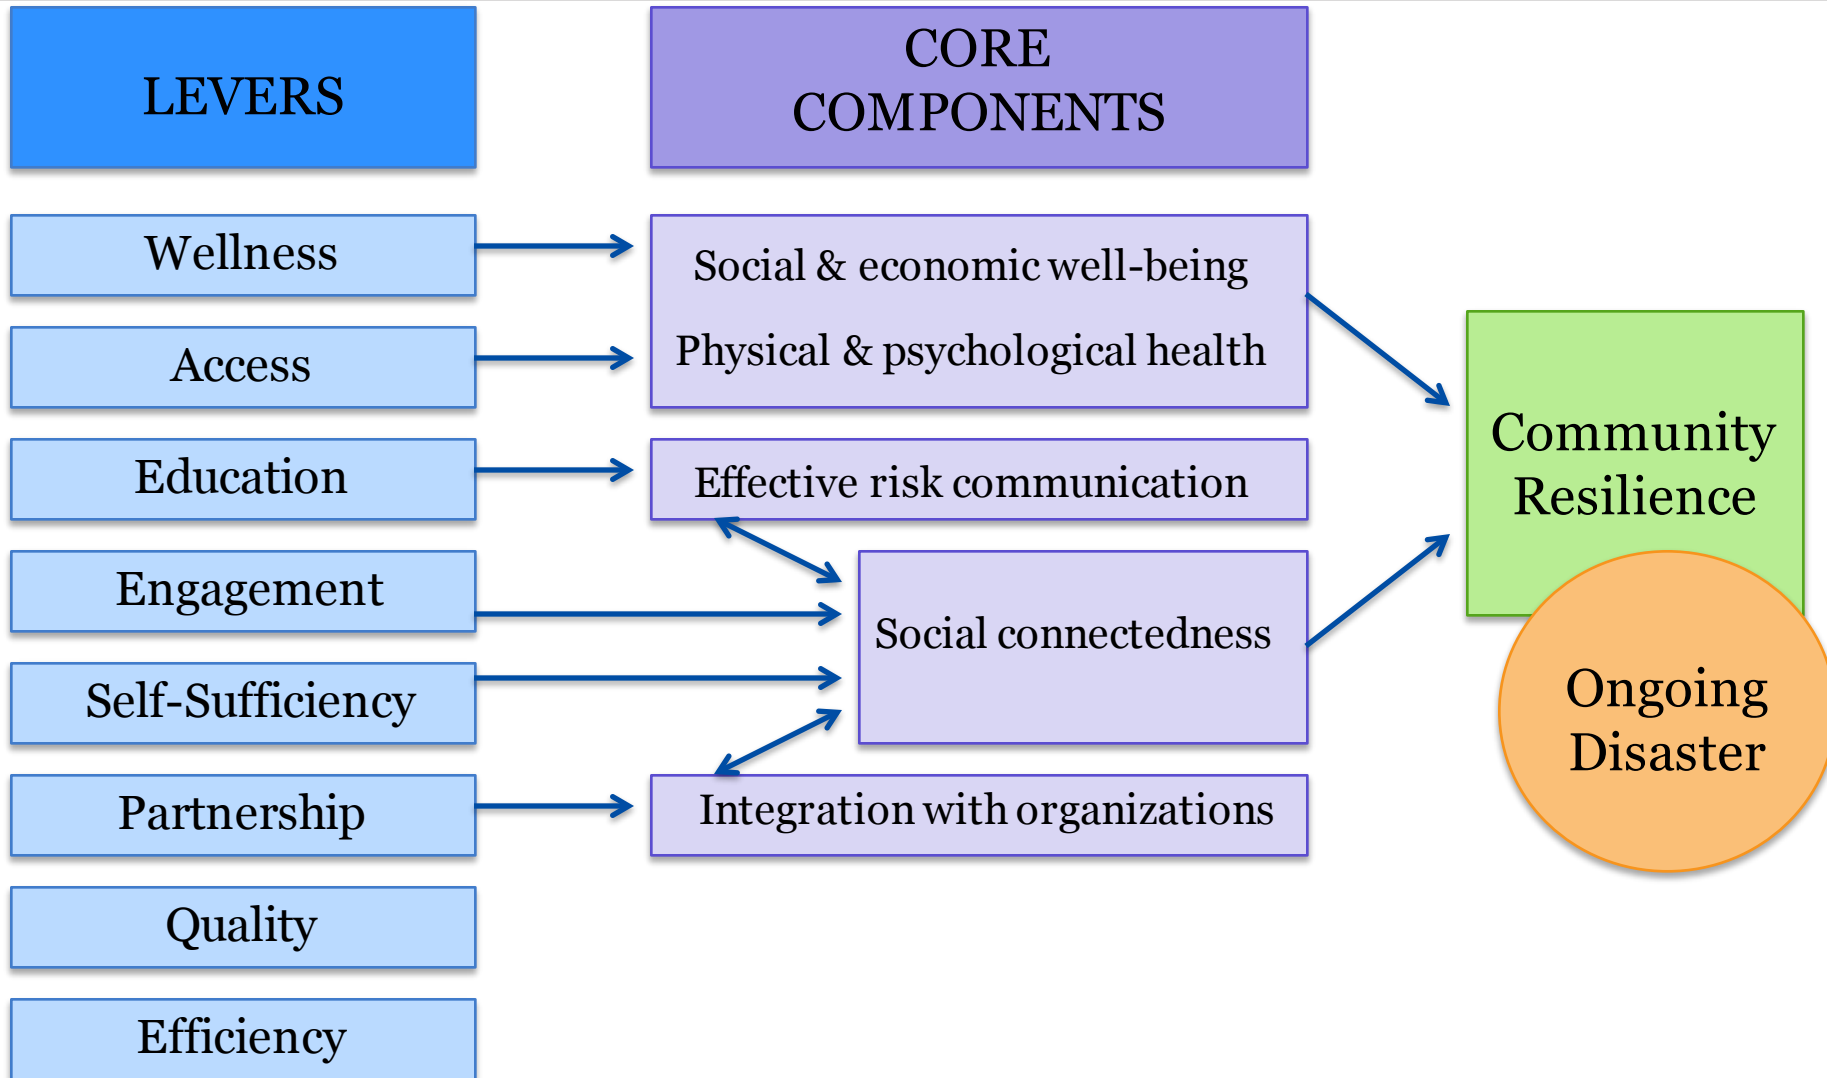 LEVERS
CORE
COMPONENTS
Wellness
Access
Education
Engagement
Self-Sufficiency
Partnership
Quality
Efficiency
Social & economic well-being
Physical & psychological health
Effective risk communication
Social connectedness
Integration with organizations
Community
Resilience
Ongoing
Disaster